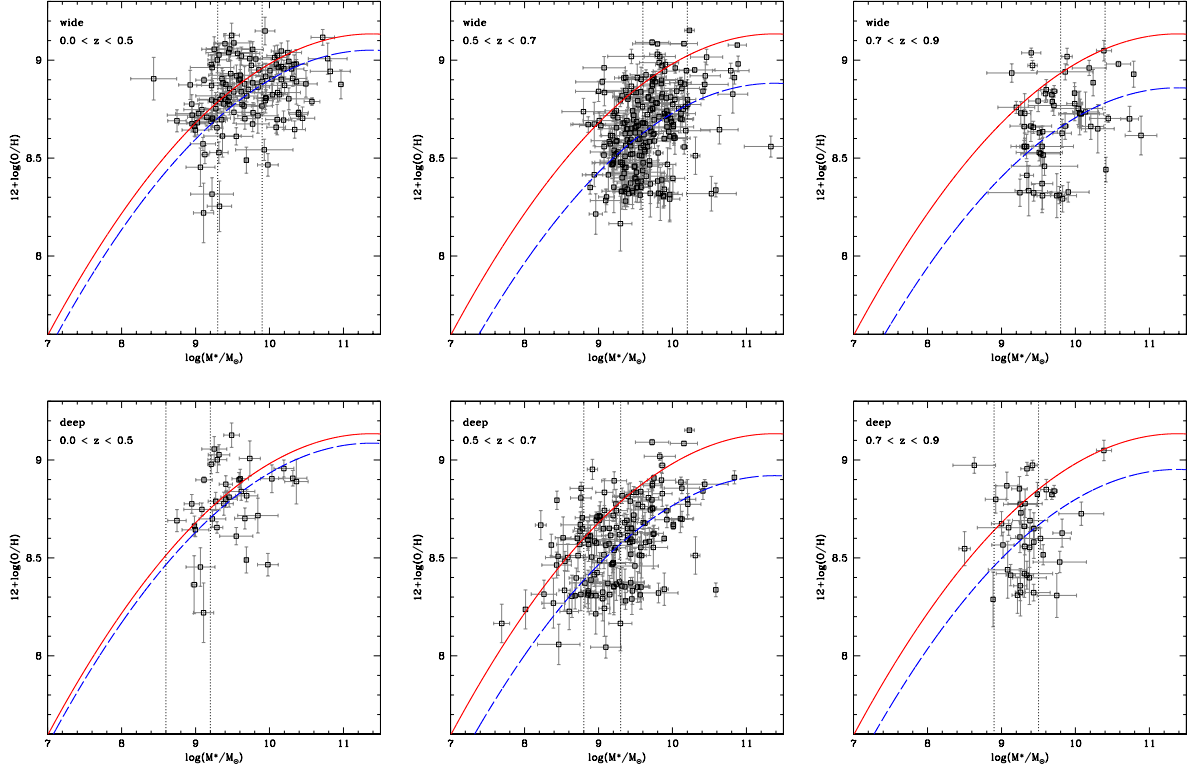 wide
0.0 < z < 0.5
9
8.5
8
12+log(O/H)
7 8 9 10 11
log(M*/M⊙)
wide
0.5 < z < 0.7
9
8.5
8
12+log(O/H)
7 8 9 10 11
log(M*/M⊙)
wide
0.7 < z < 0.9
9
8.5
8
12+log(O/H)
7 8 9 10 11
log(M*/M⊙)
deep
0.0 < z < 0.5
9
8.5
8
12+log(O/H)
7 8 9 10 11
log(M*/M⊙)
deep
0.5 < z < 0.7
9
8.5
8
12+log(O/H)
7 8 9 10 11
log(M*/M⊙)
deep
0.7 < z < 0.9
9
8.5
8
12+log(O/H)
7 8 9 10 11
log(M*/M⊙)